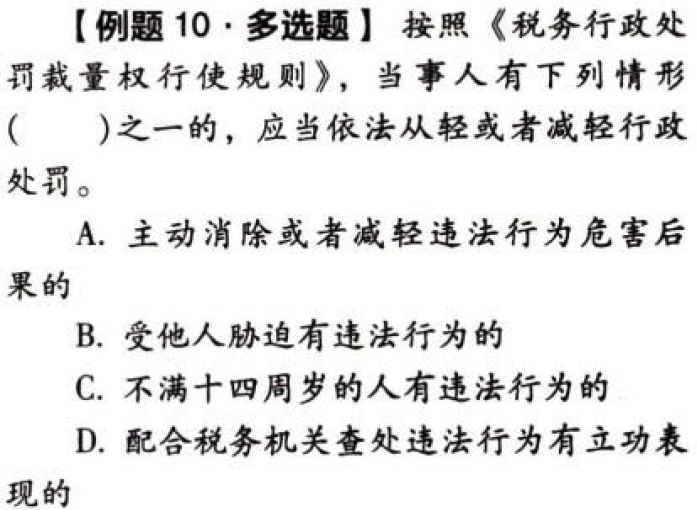 【例题 10·多选题】 按照《税务行政处
罚裁量权行使规则》，当事人有下列情形
(　　)之一的，应当依法从轻或者减轻行政
处罚。
A. 主动消除或者减轻违法行为危害后
果的
B. 受他人胁迫有违法行为的
C. 不满十四周岁的人有违法行为的
D. 配合税务机关查处违法行为有立功表
现的